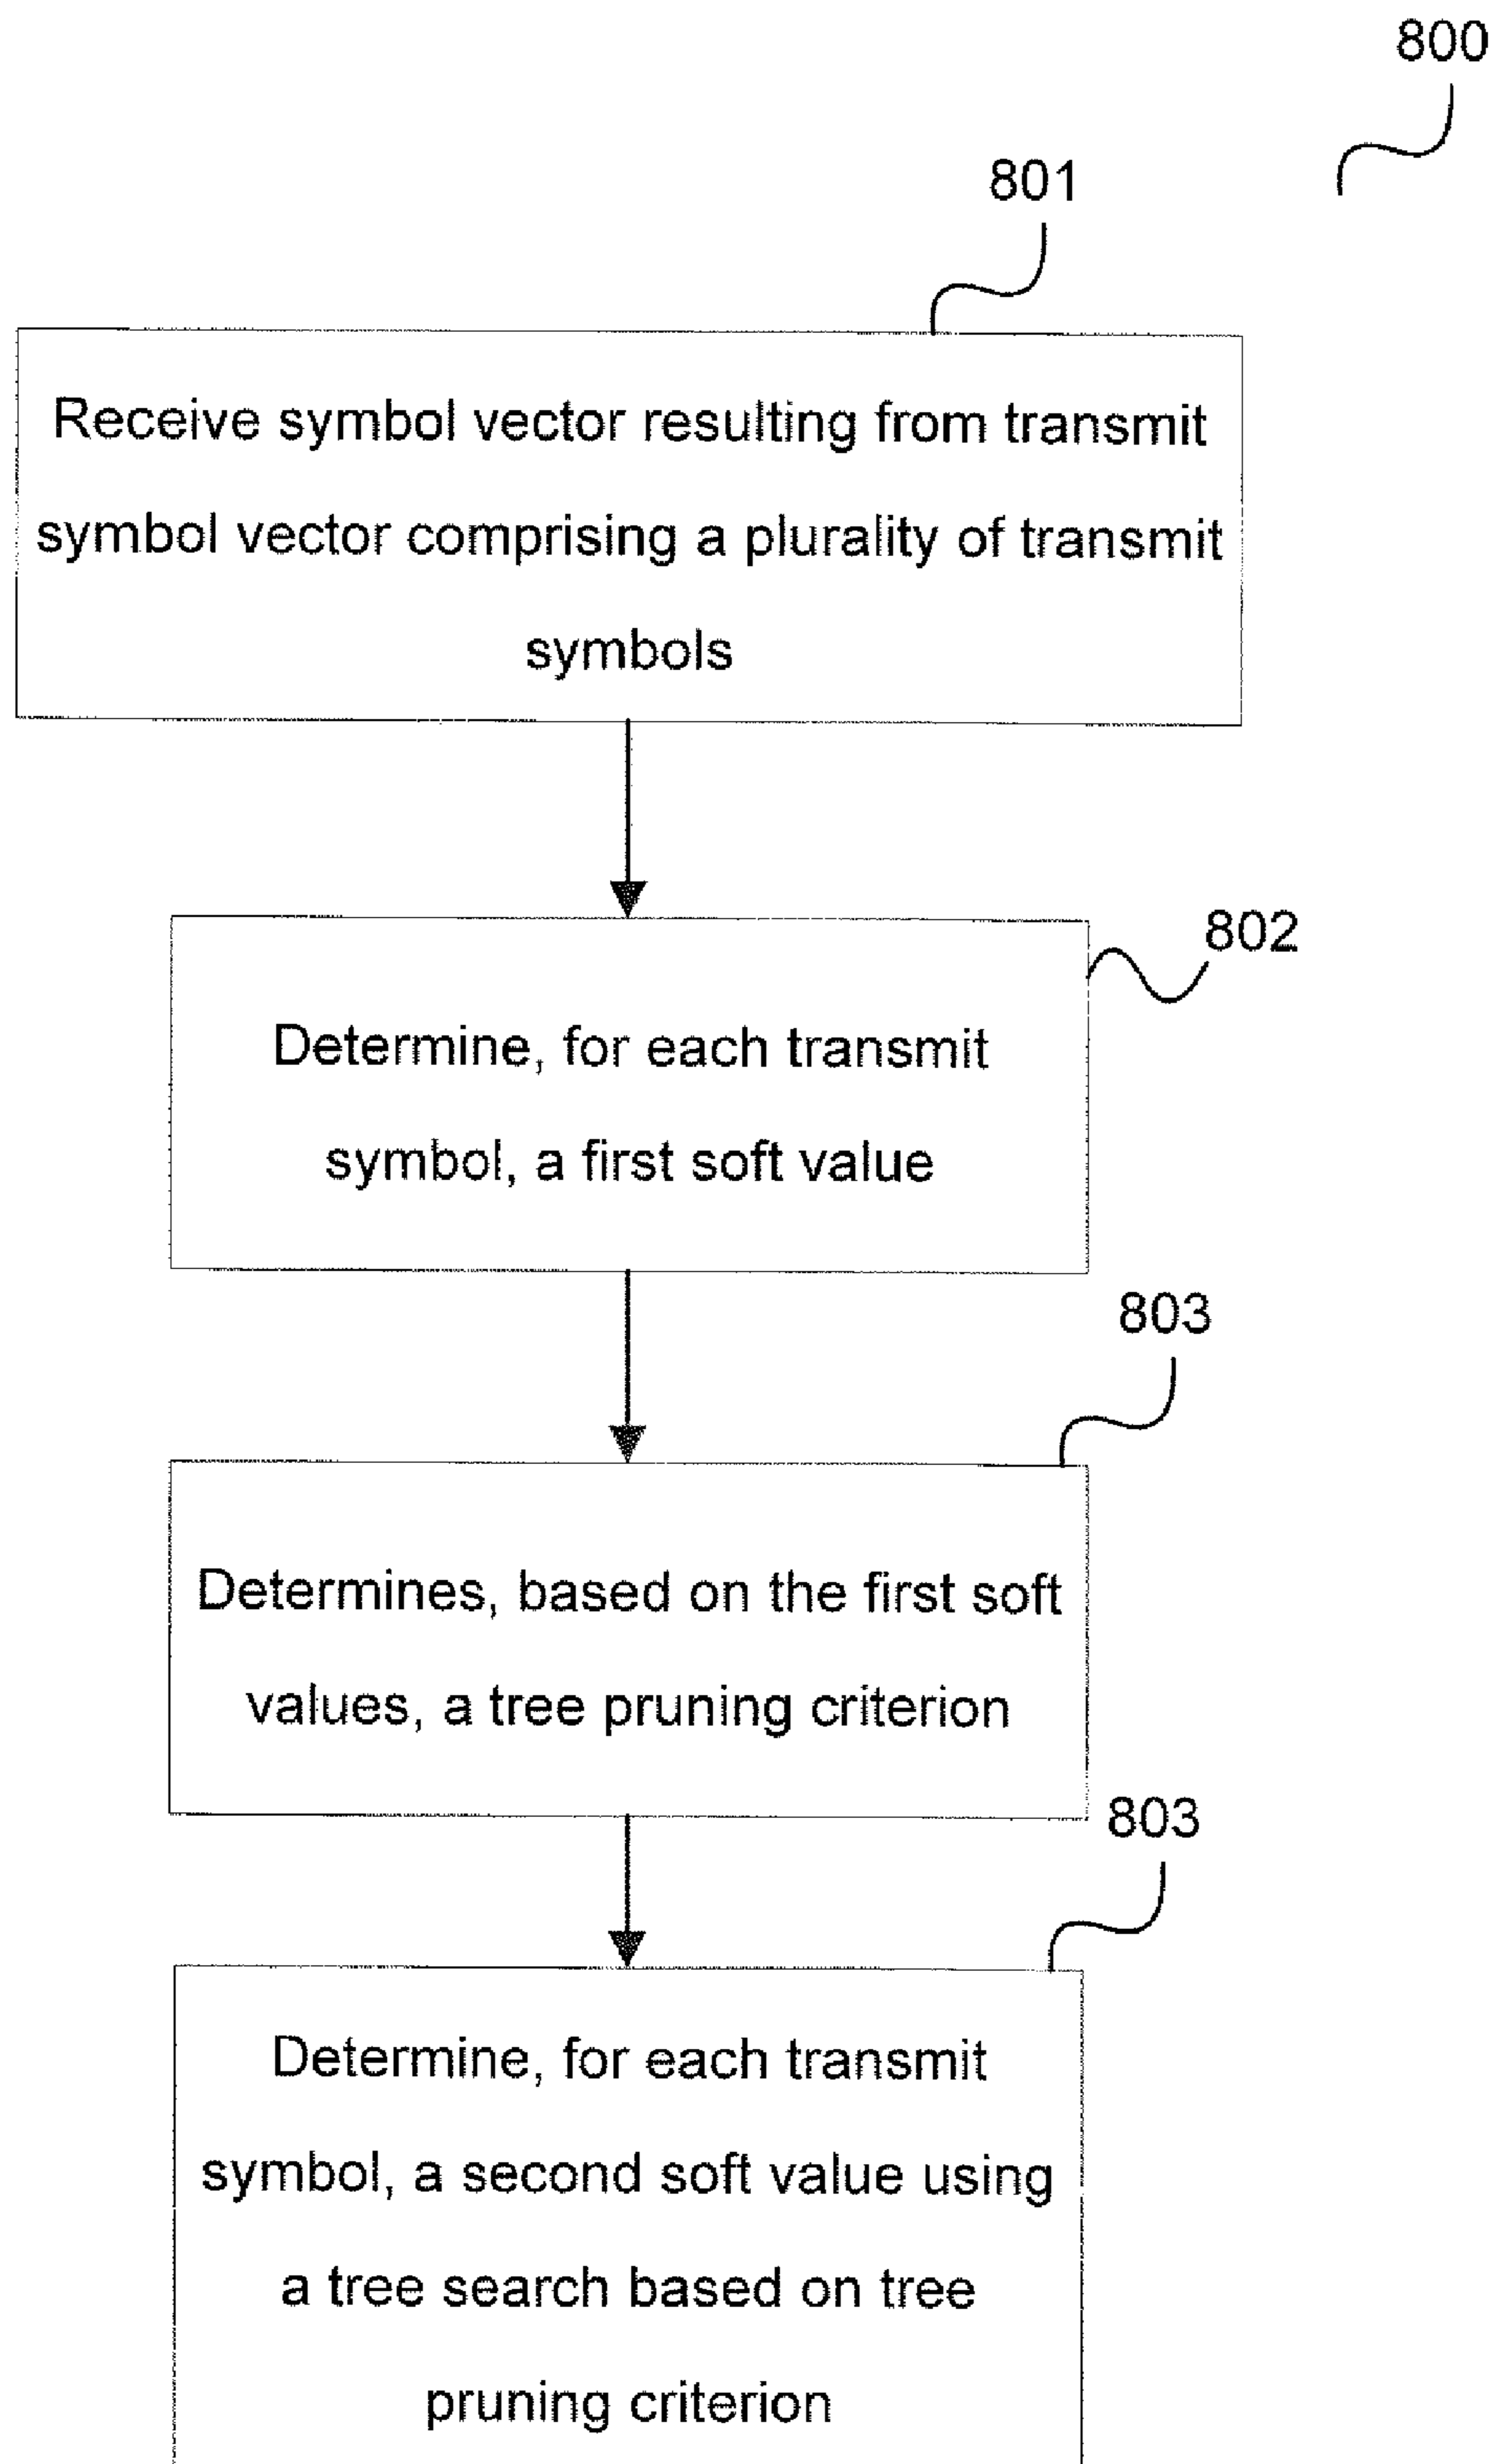 800
801
Receive symbol vector resulting from transmit
symbol vector comprising a plurality of transmit
symbols
802
Determine, for each transmit
symbol, a first soft value
803
Determines, based on the first soft
values, a tree pruning criterion
803
Determine, for each transmit
symbol, a second soft value using
a tree search based on tree
pruning criterion